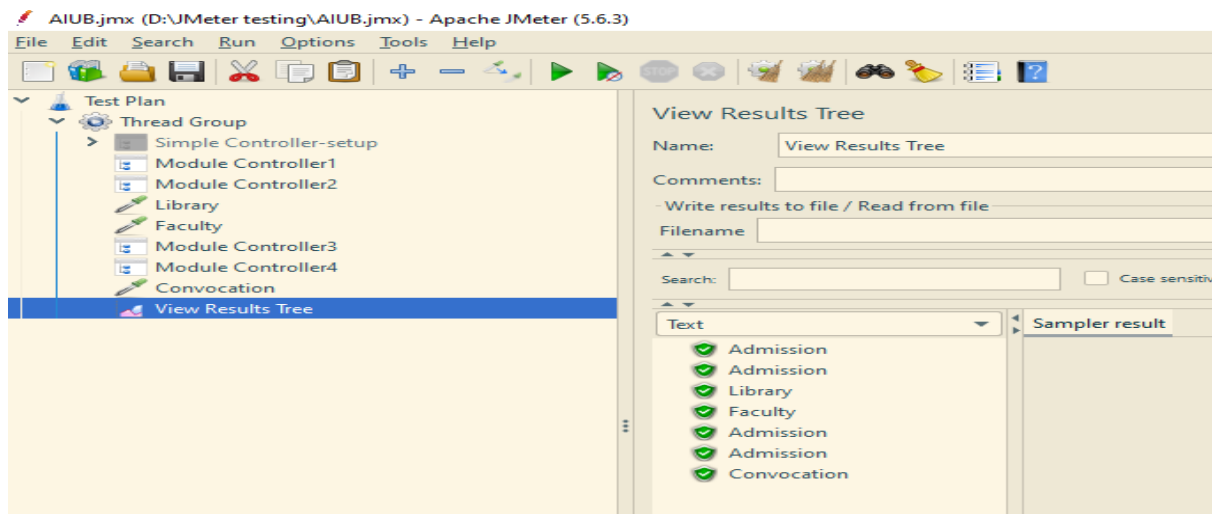 AIUB.jmx (D:\JMeter testing\AIUB.jmx) - Apache JMeter (5.6.3)
File Edit Search Run Options Tools Help
STOP
?
Test Plan
Thread Group
Simple Controller-setup
Module Controller1
Module Controller2
Library
Faculty
Module Controller3
Module Controller4
Convocation
View Results Tree
View Results Tree
Name: View Results Tree
Comments:
Write results to file / Read from file
Filename
Search: Case sensitiv
Text Sampler result
Admission
Admission
Library
Faculty
Admission
Admission
Convocation